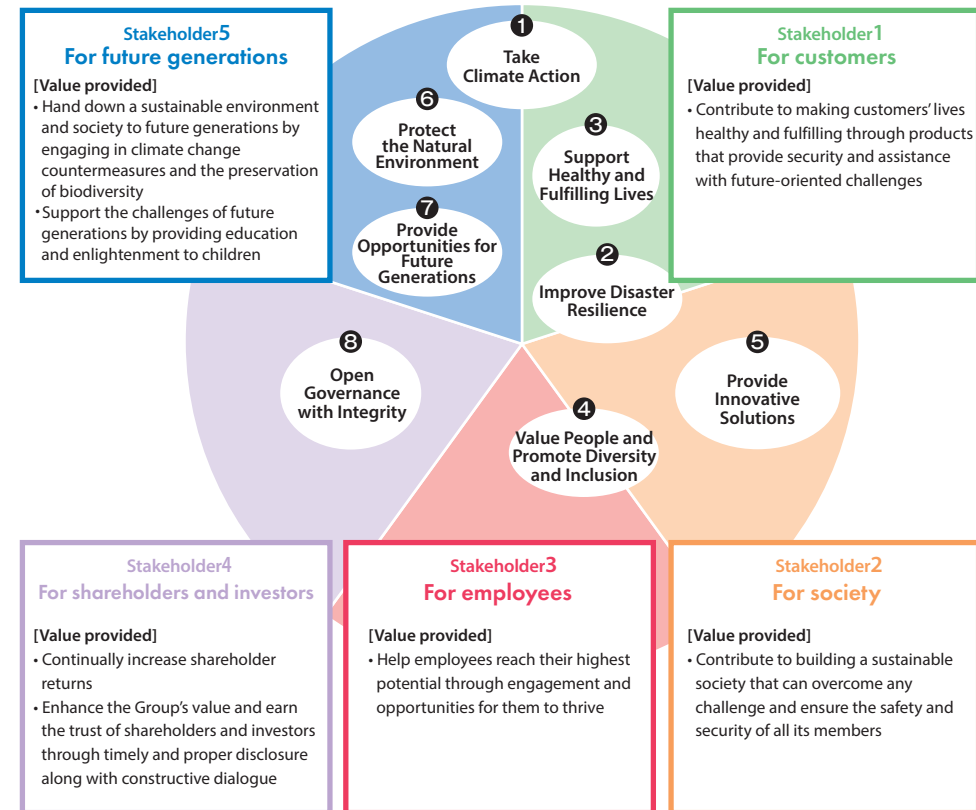 Stakeholder5
For future generations
[Value provided]
• Hand down a sustainable environment
and society to future generations by
engaging in climate change
countermeasures and the preservation
of biodiversity
• Support the challenges of future
generations by providing education
and enlightenment to children
❶
Take
Climate Action
❻
Protect
the Natural
Environment
❸
Support
Healthy and
Fulfilling Lives
❼
Provide
Opportunities for
Future
Generations
❷
Improve Disaster
Resilience
Stakeholder1
For customers
[Value provided]
• Contribute to making customers' lives
healthy and fulfilling through products
that provide security and assistance
with future-oriented challenges
❽
Open
Governance
with Integrity
❹
Value People and
Promote Diversity
and Inclusion
❺
Provide
Innovative
Solutions
Stakeholder4
For shareholders and investors
[Value provided]
• Continually increase shareholder
returns
• Enhance the Group's value and earn
the trust of shareholders and investors
through timely and proper disclosure
along with constructive dialogue
Stakeholder3
For employees
[Value provided]
• Help employees reach their highest
potential through engagement and
opportunities for them to thrive
Stakeholder2
For society
[Value provided]
• Contribute to building a sustainable
society that can overcome any
challenge and ensure the safety and
security of all its members